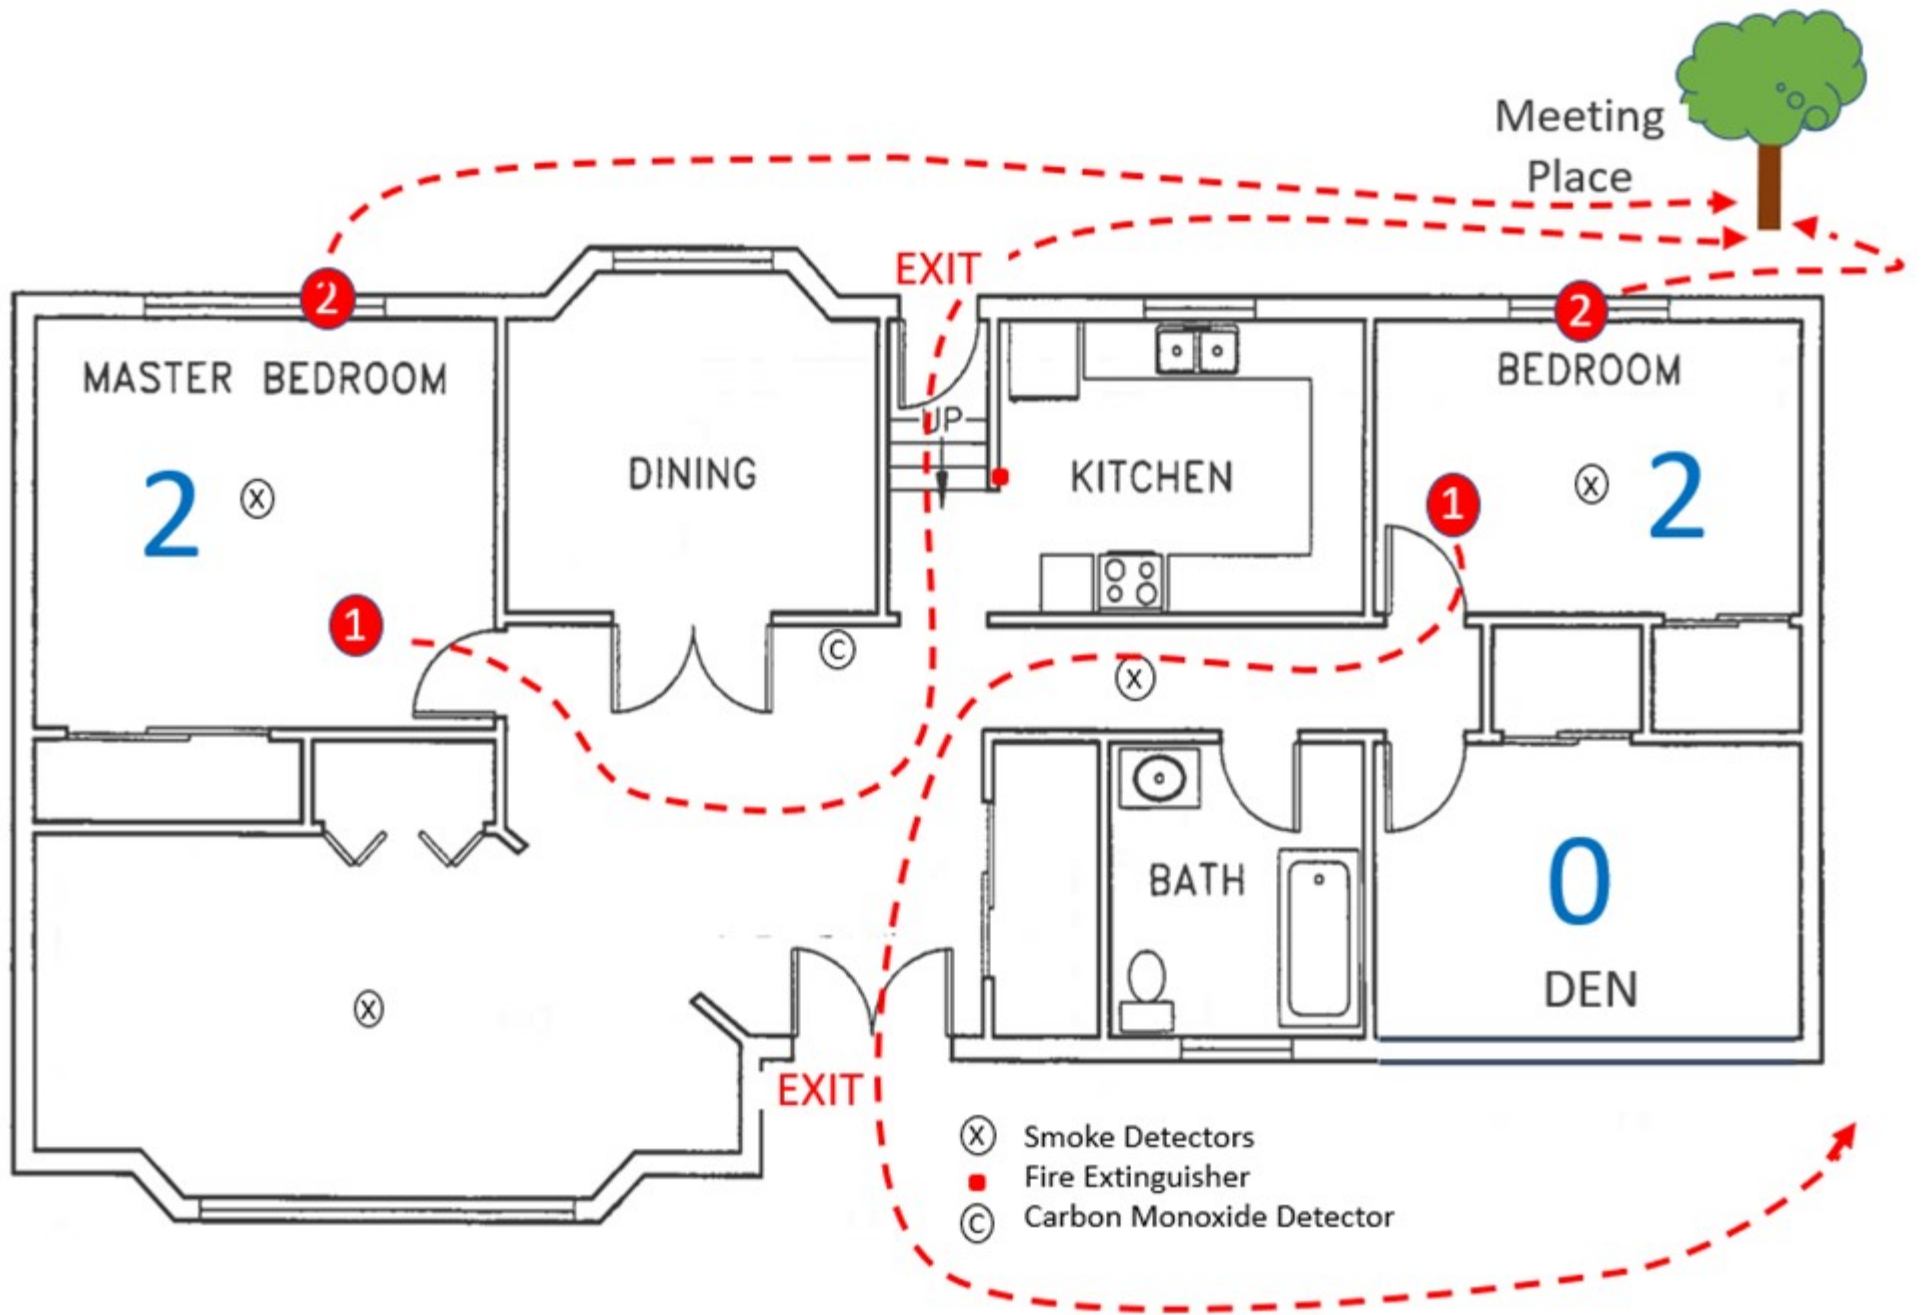 Meeting
Place
EXIT
2
2
MASTER BEDROOM
BEDROOM
UP
DINING
KITCHEN
2
X
1
X
2
1
C
X
BATH
0
DEN
X
EXIT
X Smoke Detectors
Fire Extinguisher
C Carbon Monoxide Detector